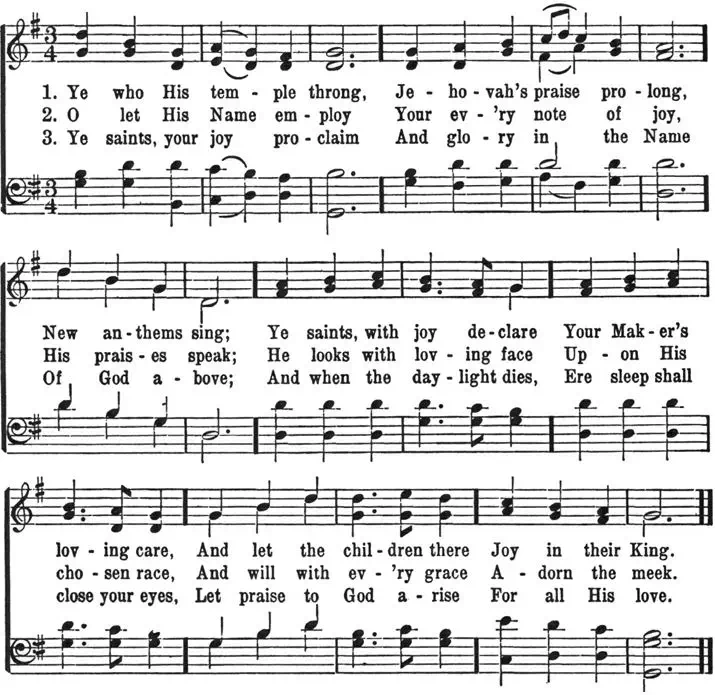 3
4
1. Ye who His tem - ple throng, Je - ho - vah's praise pro - long,
2. O let His Name em - ploy Your ev - 'ry note of joy,
3. Ye saints, your joy pro - claim And glo - ry in the Name
3
4
New an - thems sing; Ye saints, with joy de - clare Your Mak - er's
His prais - es speak; He looks with lov - ing face Up - on His
Of God a - bove; And when the day - light dies, Ere sleep shall
lov - ing care, And let the chil - dren there Joy in their King.
cho - sen race, And will with ev - 'ry grace A - dorn the meek.
close your eyes, Let praise to God a - rise For all His love.